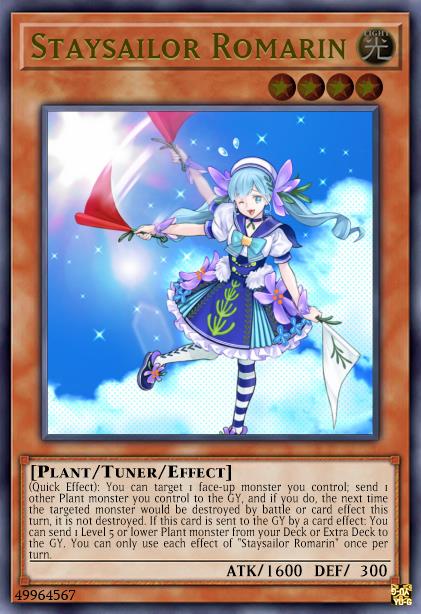 Staysailor Romarin
LIGHT
光
[Plant/Tuner/Effect]
(Quick Effect): You can target 1 face-up monster you control; send 1
other Plant monster you control to the GY, and if you do, the next time
the targeted monster would be destroyed by battle or card effect this
turn, it is not destroyed. If this card is sent to the GY by a card effect: You
can send 1 Level 5 or lower Plant monster from your Deck or Extra Deck to
the GY. You can only use each effect of "Staysailor Romarin" once per
turn.
ATK/1600 DEF/ 300
49964567